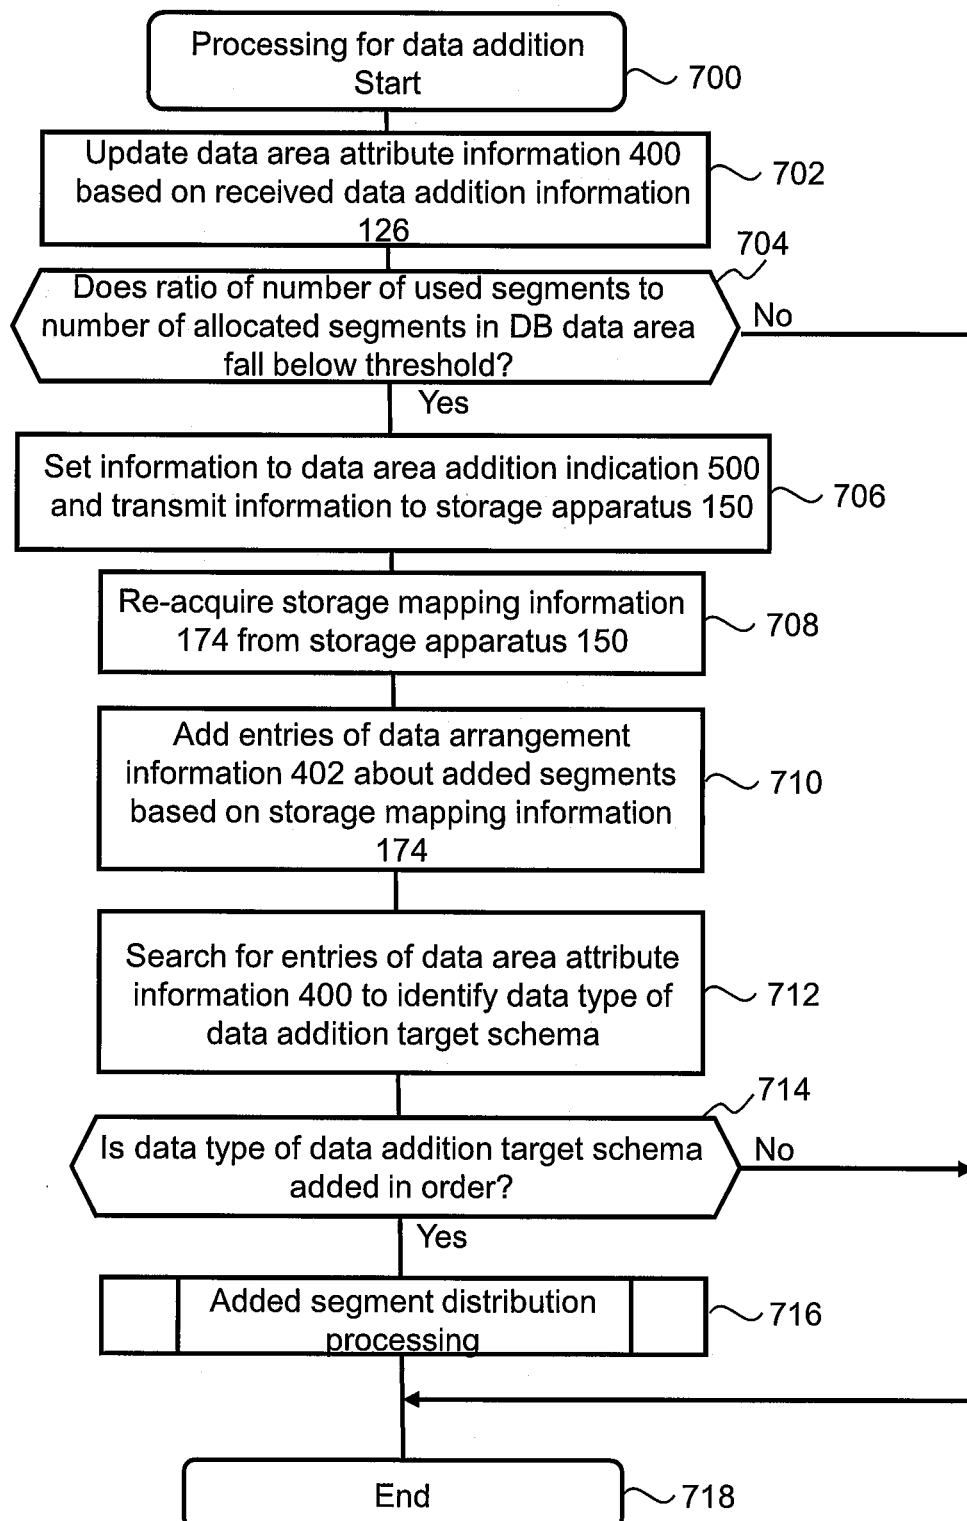 Processing for data addition
Start
700
Update data area attribute information 400
based on received data addition information
126
702
704
Does ratio of number of used segments to
number of allocated segments in DB data area
fall below threshold?
No
Yes
Set information to data area addition indication 500
and transmit information to storage apparatus 150
706
Re-acquire storage mapping information
174 from storage apparatus 150
708
Add entries of data arrangement
information 402 about added segments
based on storage mapping information
174
710
Search for entries of data area attribute
information 400 to identify data type of
data addition target schema
712
714
Is data type of data addition target schema
added in order?
No
Yes
Added segment distribution
processing
716
End
718